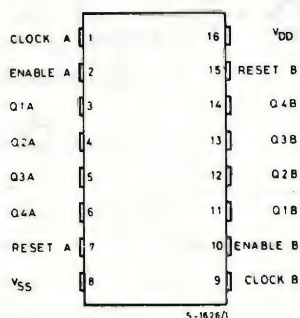 CLOCK A 1 16 VDD
ENABLE A 2 15 RESET B
Q1A 3 14 Q4B
Q2A 4 13 Q3B
Q3A 5 12 Q2B
Q4A 6 11 Q1B
RESET A 7 10 ENABLE B
VSS 8 9 CLOCK B
S-1626/1